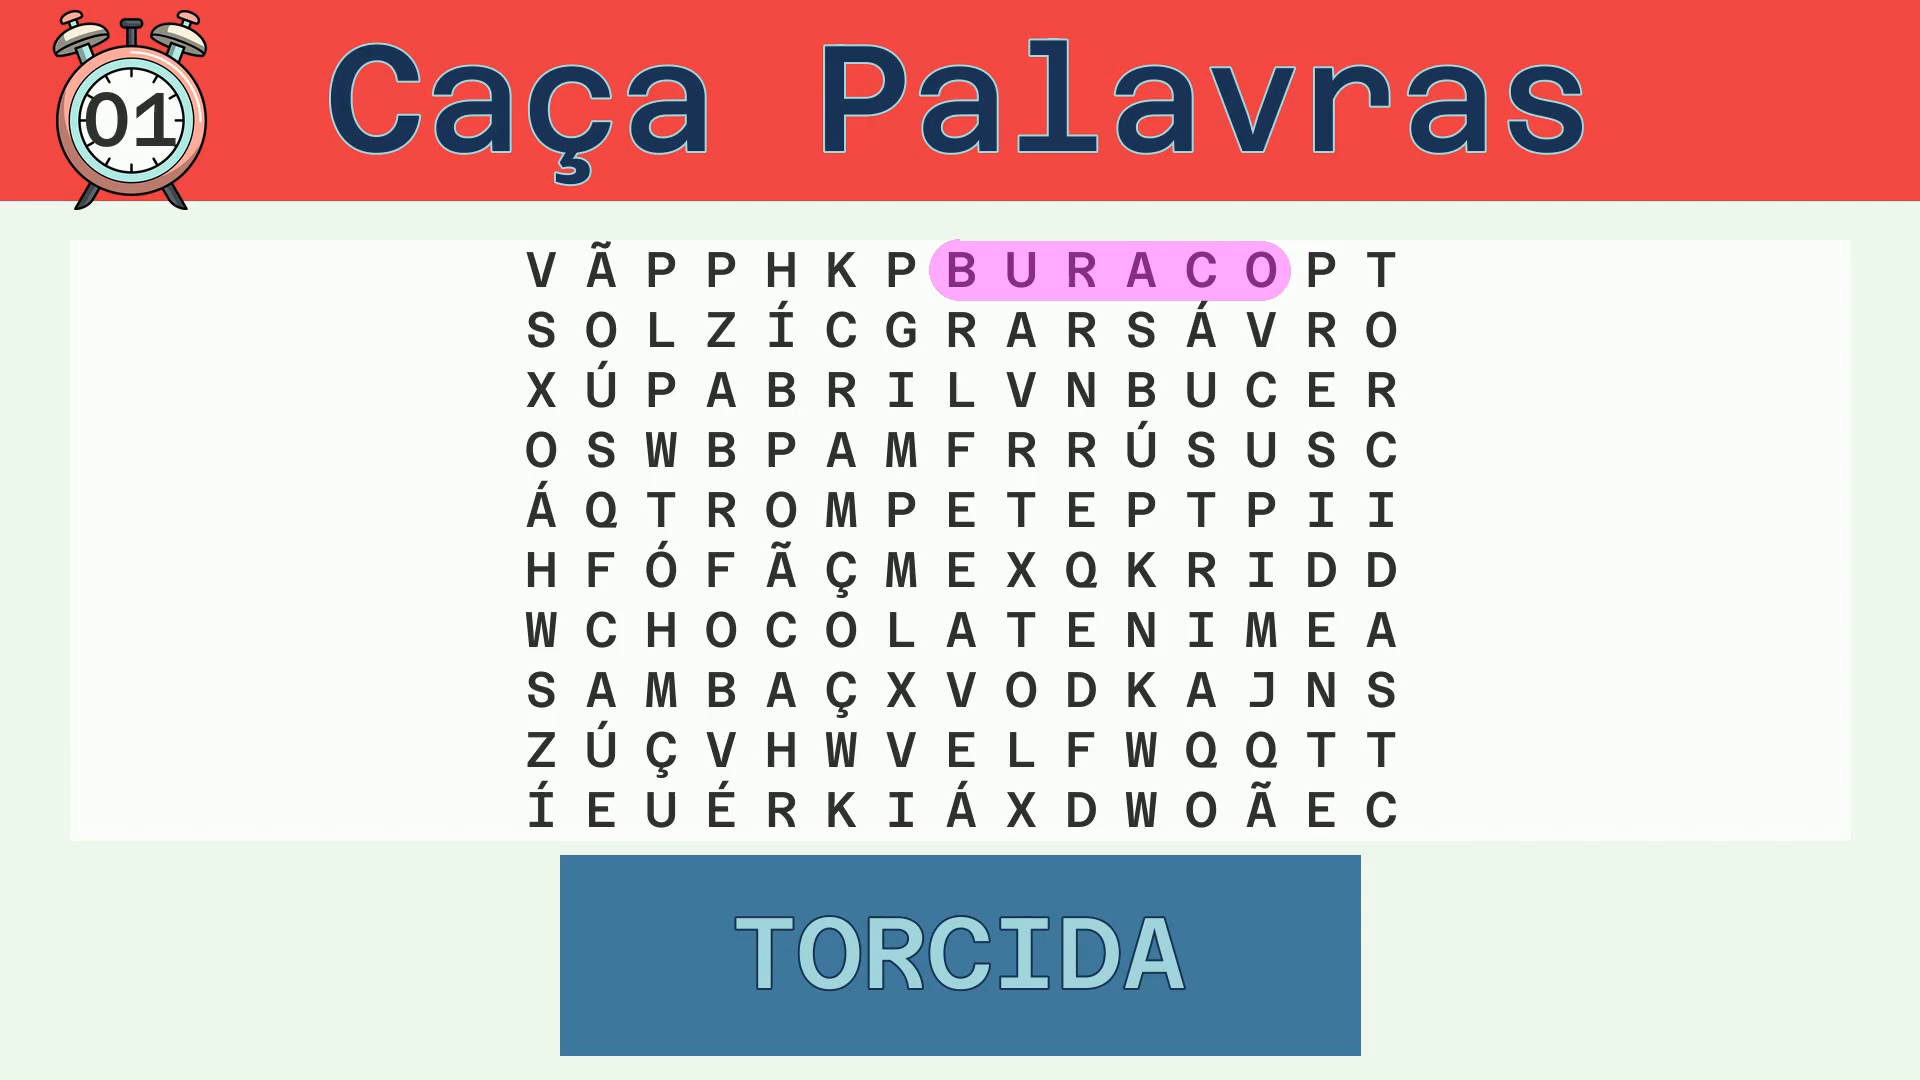 01
Caça Palavras
V Ã P P H K P B U R A C O P T
S O L Z Í C G R A R S Á V R O
X Ú P A B R I L V N B U C E R
O S W B P A M F R R Ú S U S C
Á Q T R O M P E T E P T P I I
H F Ó F Ã Ç M E X Q K R I D D
W C H O C O L A T E N I M E A
S A M B A Ç X V O D K A J N S
Z Ú Ç V H W V E L F W Q Q T T
Í E U É R K I Á X D W O Ã E C
TORCIDA